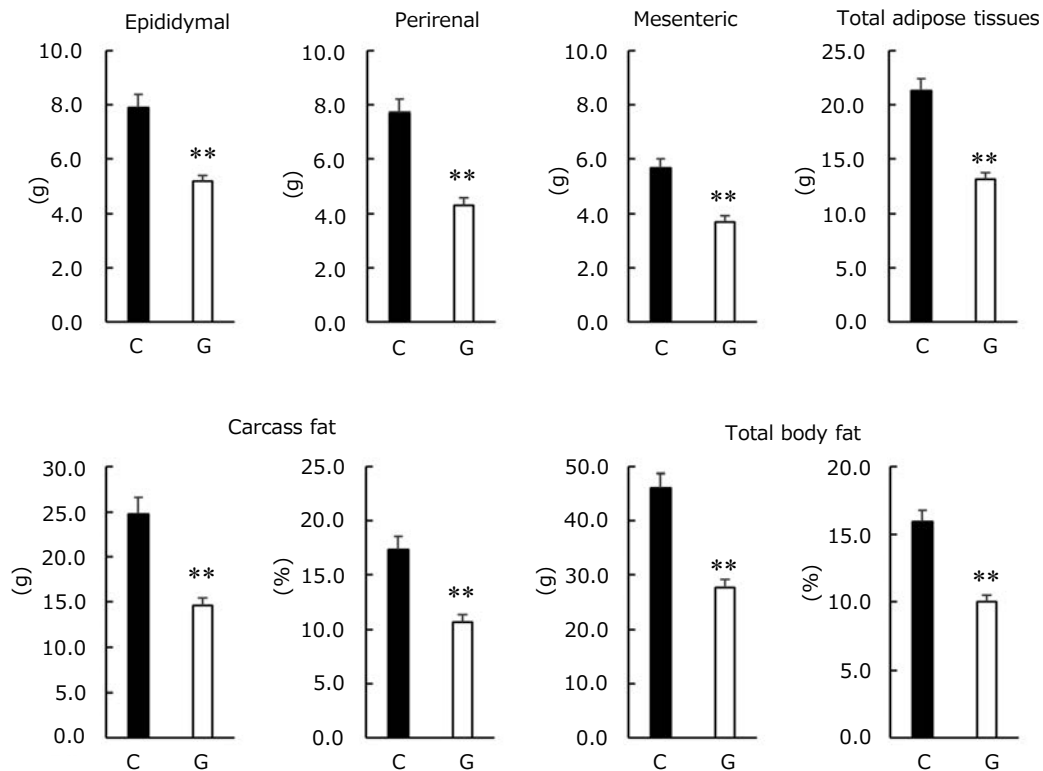 Epididymal
10.0
8.0
6.0
4.0
2.0
0.0
(g)
**
C G
Perirenal
10.0
8.0
6.0
4.0
2.0
0.0
(g)
**
C G
Mesenteric
10.0
8.0
6.0
4.0
2.0
0.0
(g)
**
C G
Total adipose tissues
25.0
20.0
15.0
10.0
5.0
0.0
(g)
**
C G
Carcass fat
30.0
25.0
20.0
15.0
10.0
5.0
0.0
(g)
**
C G
25.0
20.0
15.0
10.0
5.0
0.0
(%)
**
C G
Total body fat
50.0
40.0
30.0
20.0
10.0
0.0
(g)
**
C G
20.0
15.0
10.0
5.0
0.0
(%)
**
C G